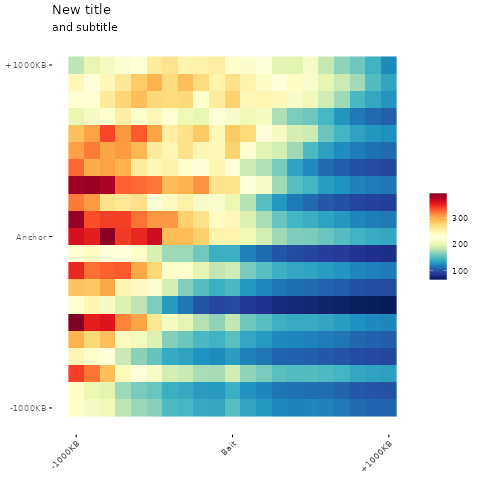 New title
and subtitle
+1000KB
Anchor
-1000KB
300
200
100
-1000KB
Bait
+1000KB